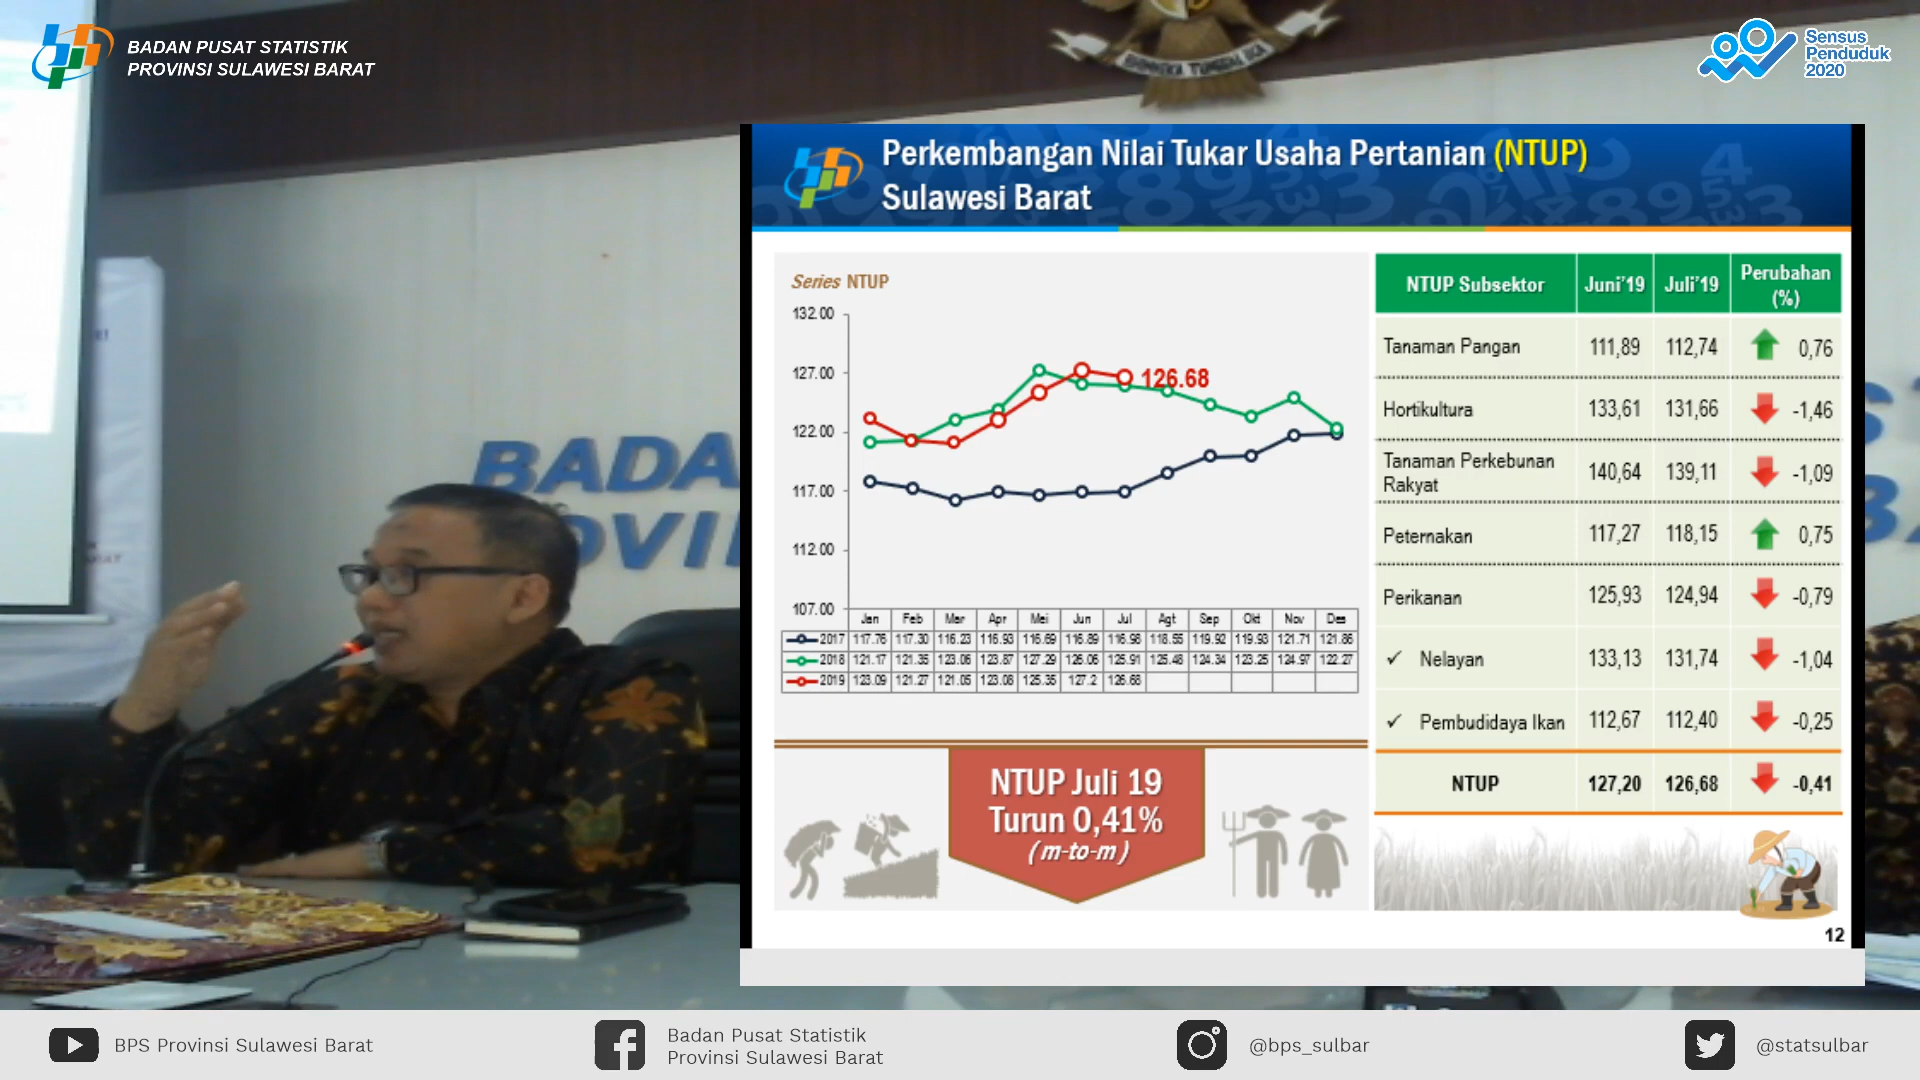 BADAN PUSAT STATISTIK
PROVINSI SULAWESI BARAT
Sensus
Penduduk
2020
BHINNEKA TUNGGAL IKA
BADA
OVIN
Perkembangan Nilai Tukar Usaha Pertanian (NTUP)
Sulawesi Barat
Series NTUP
132.00
127.00
122.00
117.00
112.00
107.00
126.68
Jan Feb Mar Apr Mei Jun Jul Agt Sep Okt Nov Des
2017 117.76 117.30 116.23 116.93 116.69 116.89 116.98 118.55 119.92 119.93 121.71 121.86
2018 121.17 121.35 123.06 123.87 127.29 126.06 125.91 125.48 124.34 123.25 124.97 122.27
2019 123.09 121.27 121.05 123.08 125.35 127.2 126.68
NTUP Juli 19
Turun 0,41%
(m-to-m)
NTUP Subsektor Juni'19 Juli'19 Perubahan (%)
Tanaman Pangan 111,89 112,74 0,76
Hortikultura 133,61 131,66 -1,46
Tanaman Perkebunan
Rakyat 140,64 139,11 -1,09
Peternakan 117,27 118,15 0,75
Perikanan 125,93 124,94 -0,79
✓ Nelayan 133,13 131,74 -1,04
✓ Pembudidaya Ikan 112,67 112,40 -0,25
NTUP 127,20 126,68 -0,41
12
BPS Provinsi Sulawesi Barat
Badan Pusat Statistik
Provinsi Sulawesi Barat
@bps_sulbar
@statsulbar